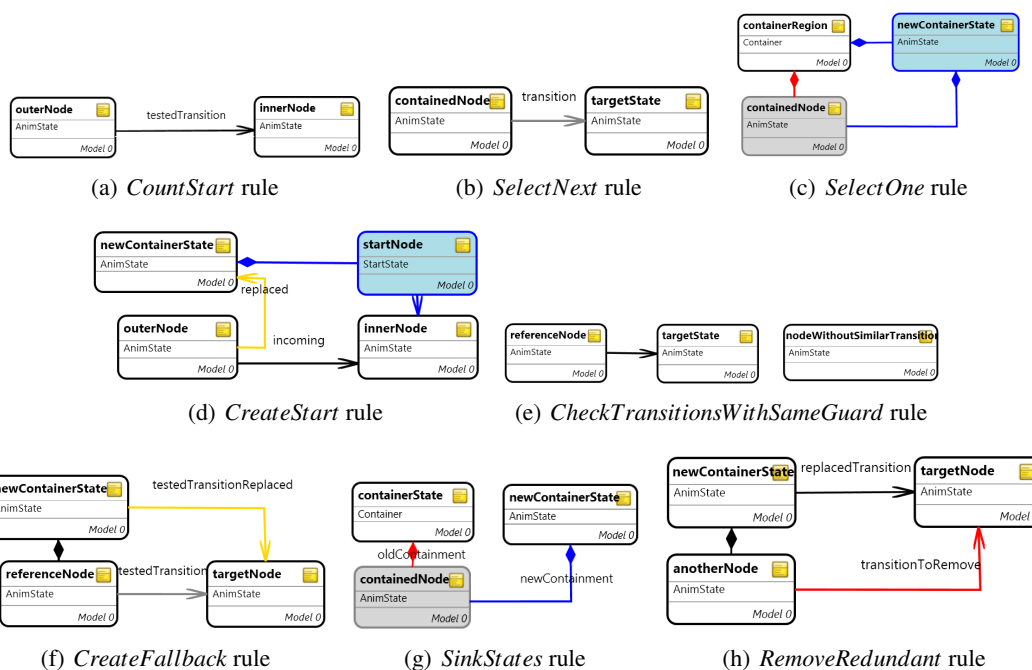 outerNode
AnimState
Model 0
testedTransition
innerNode
AnimState
Model 0
(a) CountStart rule
containedNode
AnimState
Model 0
transition
targetState
AnimState
Model 0
(b) SelectNext rule
containerRegion
Container
Model 0
newContainerState
AnimState
Model 0
containedNode
AnimState
Model 0
(c) SelectOne rule
newContainerState
AnimState
Model 0
startNode
StartState
Model 0
replaced
outerNode
AnimState
Model 0
incoming
innerNode
AnimState
Model 0
(d) CreateStart rule
referenceNode
AnimState
Model 0
targetState
AnimState
Model 0
nodeWithoutSimilarTransition
AnimState
Model 0
(e) CheckTransitionsWithSameGuard rule
newContainerState
AnimState
Model 0
testedTransitionReplaced
referenceNode
AnimState
Model 0
testedTransition
targetNode
AnimState
Model 0
(f) CreateFallback rule
containerState
Container
Model 0
newContainerState
AnimState
Model 0
oldContainment
containedNode
AnimState
Model 0
newContainment
(g) SinkStates rule
newContainerState
AnimState
Model 0
replacedTransition
targetNode
AnimState
Model
anotherNode
AnimState
Model 0
transitionToRemove
(h) RemoveRedundant rule